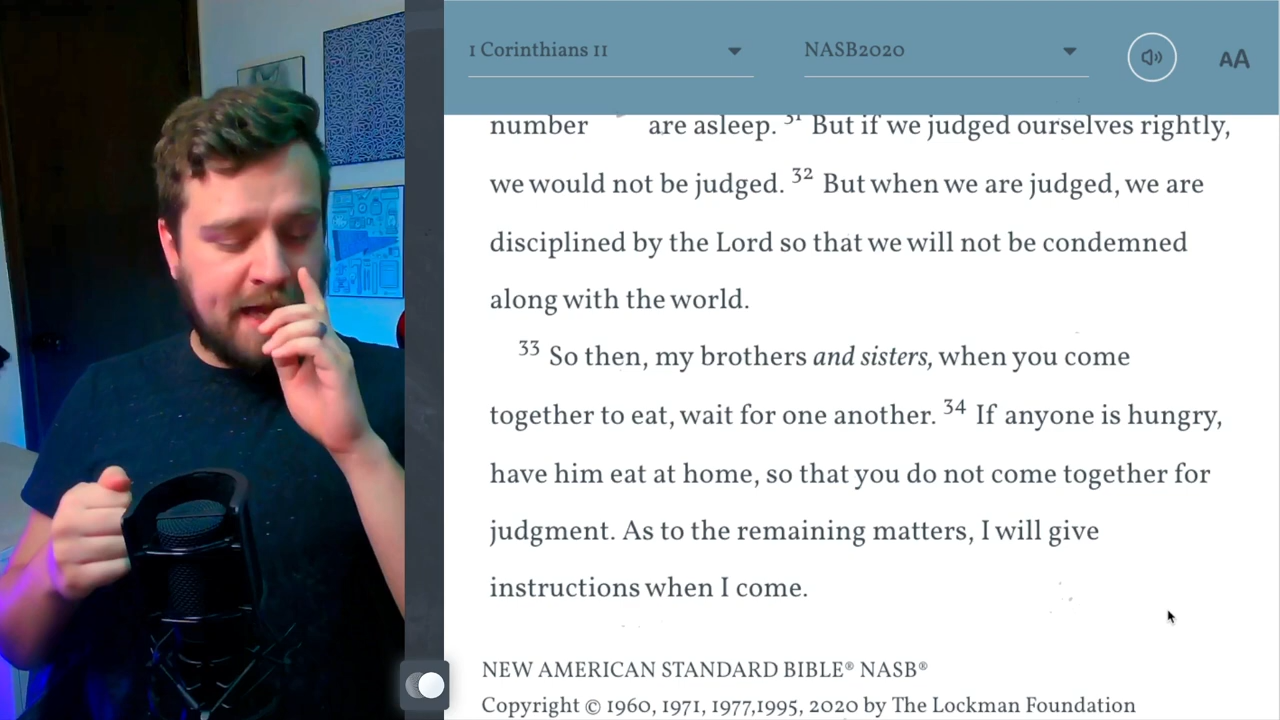 1 Corinthians 11
NASB2020
AA
number are asleep. 31 But if we judged ourselves rightly,
we would not be judged. 32 But when we are judged, we are
disciplined by the Lord so that we will not be condemned
along with the world.
33 So then, my brothers and sisters, when you come
together to eat, wait for one another. 34 If anyone is hungry,
have him eat at home, so that you do not come together for
judgment. As to the remaining matters, I will give
instructions when I come.
NEW AMERICAN STANDARD BIBLE® NASB®
Copyright © 1960, 1971, 1977,1995, 2020 by The Lockman Foundation